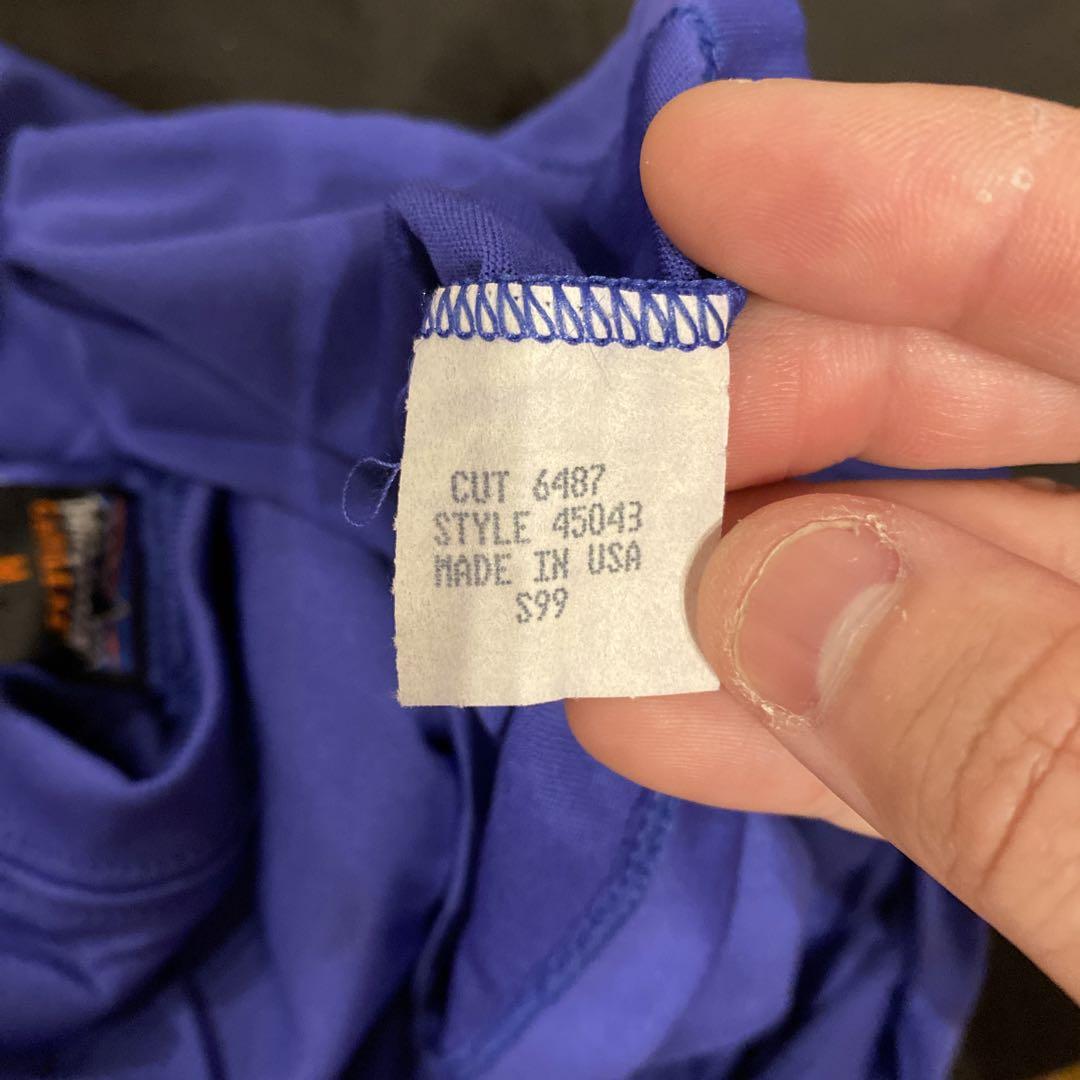 CUT 6487
STYLE 45043
MADE IN USA
S99